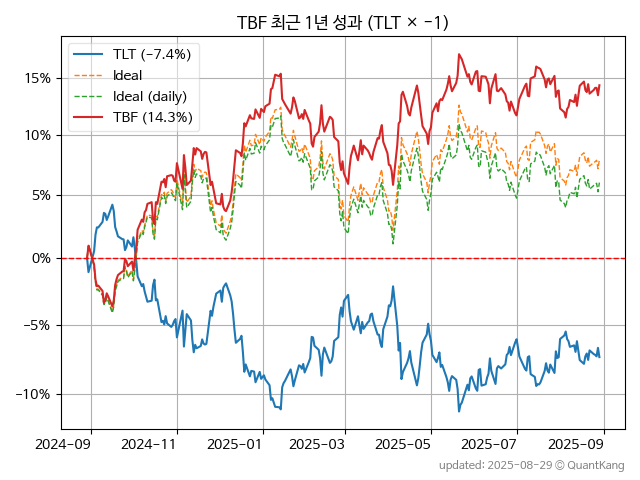 TBF 최근 1년 성과 (TLT × −1)
TLT (−7.4%)
Ideal
Ideal (daily)
TBF (14.3%)
15%
10%
5%
0%
−5%
−10%
2024-09 2024-11 2025-01 2025-03 2025-05 2025-07 2025-09
updated: 2025-08-29 © QuantKang